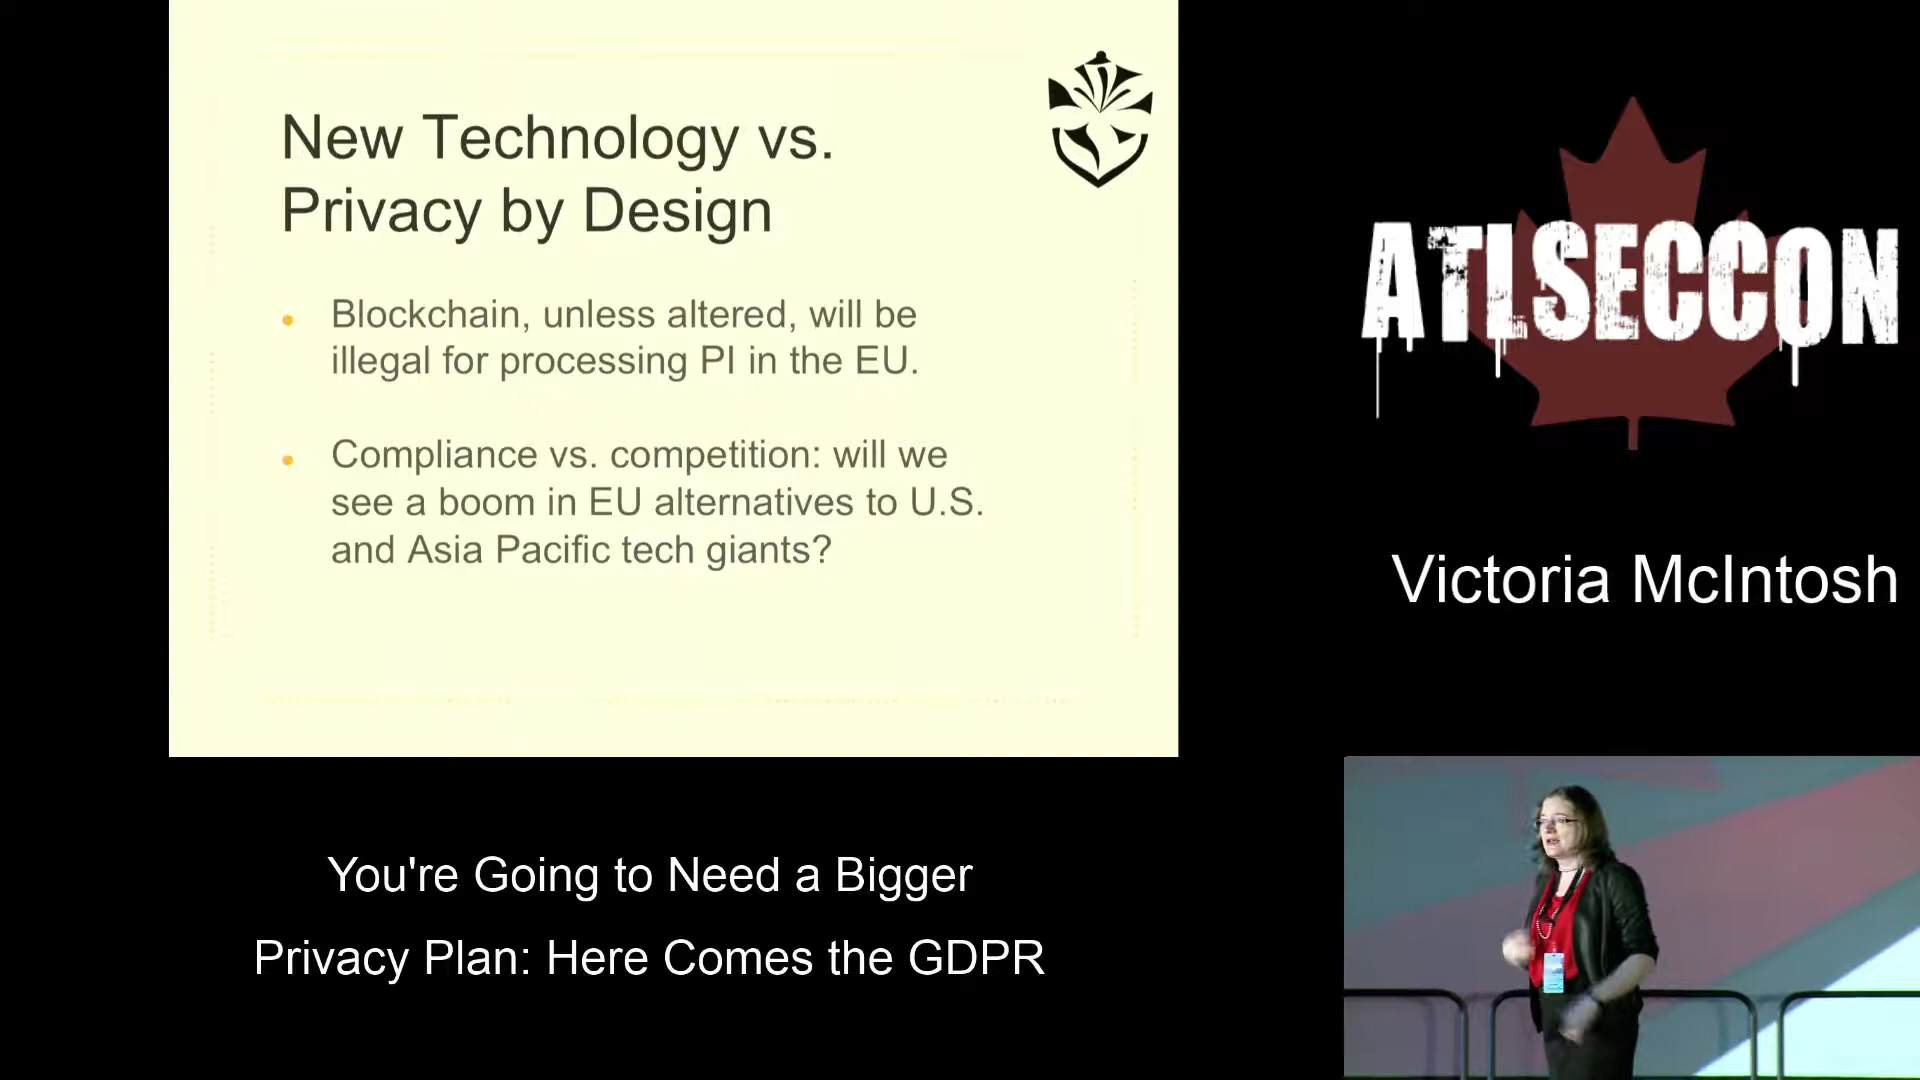 New Technology vs.
Privacy by Design
• Blockchain, unless altered, will be
illegal for processing PI in the EU.
• Compliance vs. competition: will we
see a boom in EU alternatives to U.S.
and Asia Pacific tech giants?
ATLSECCON
Victoria McIntosh
You're Going to Need a Bigger
Privacy Plan: Here Comes the GDPR